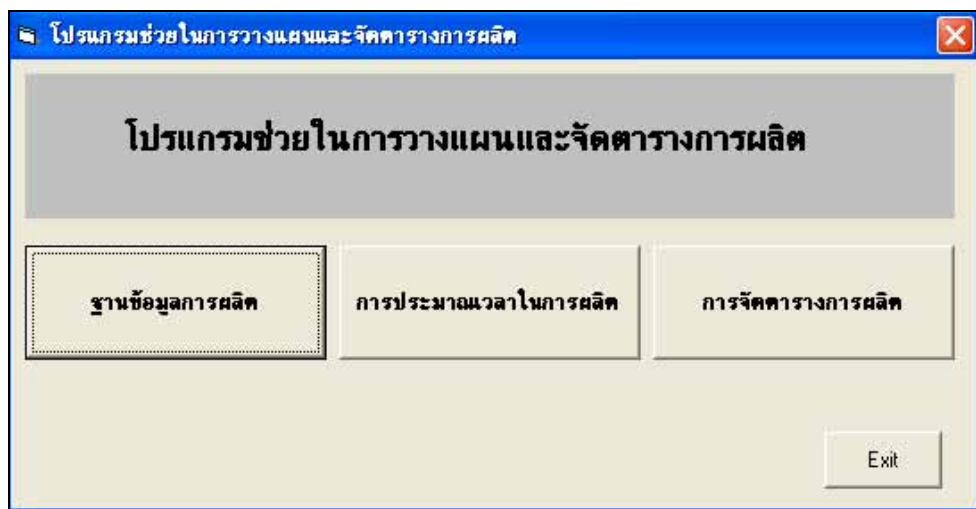 โปรแกรมช่วยในการวางแผนและจัดตารางการผลิต
โปรแกรมช่วยในการวางแผนและจัดตารางการผลิต
ฐานข้อมูลการผลิต
การประมาณเวลาในการผลิต
การจัดตารางการผลิต
Exit